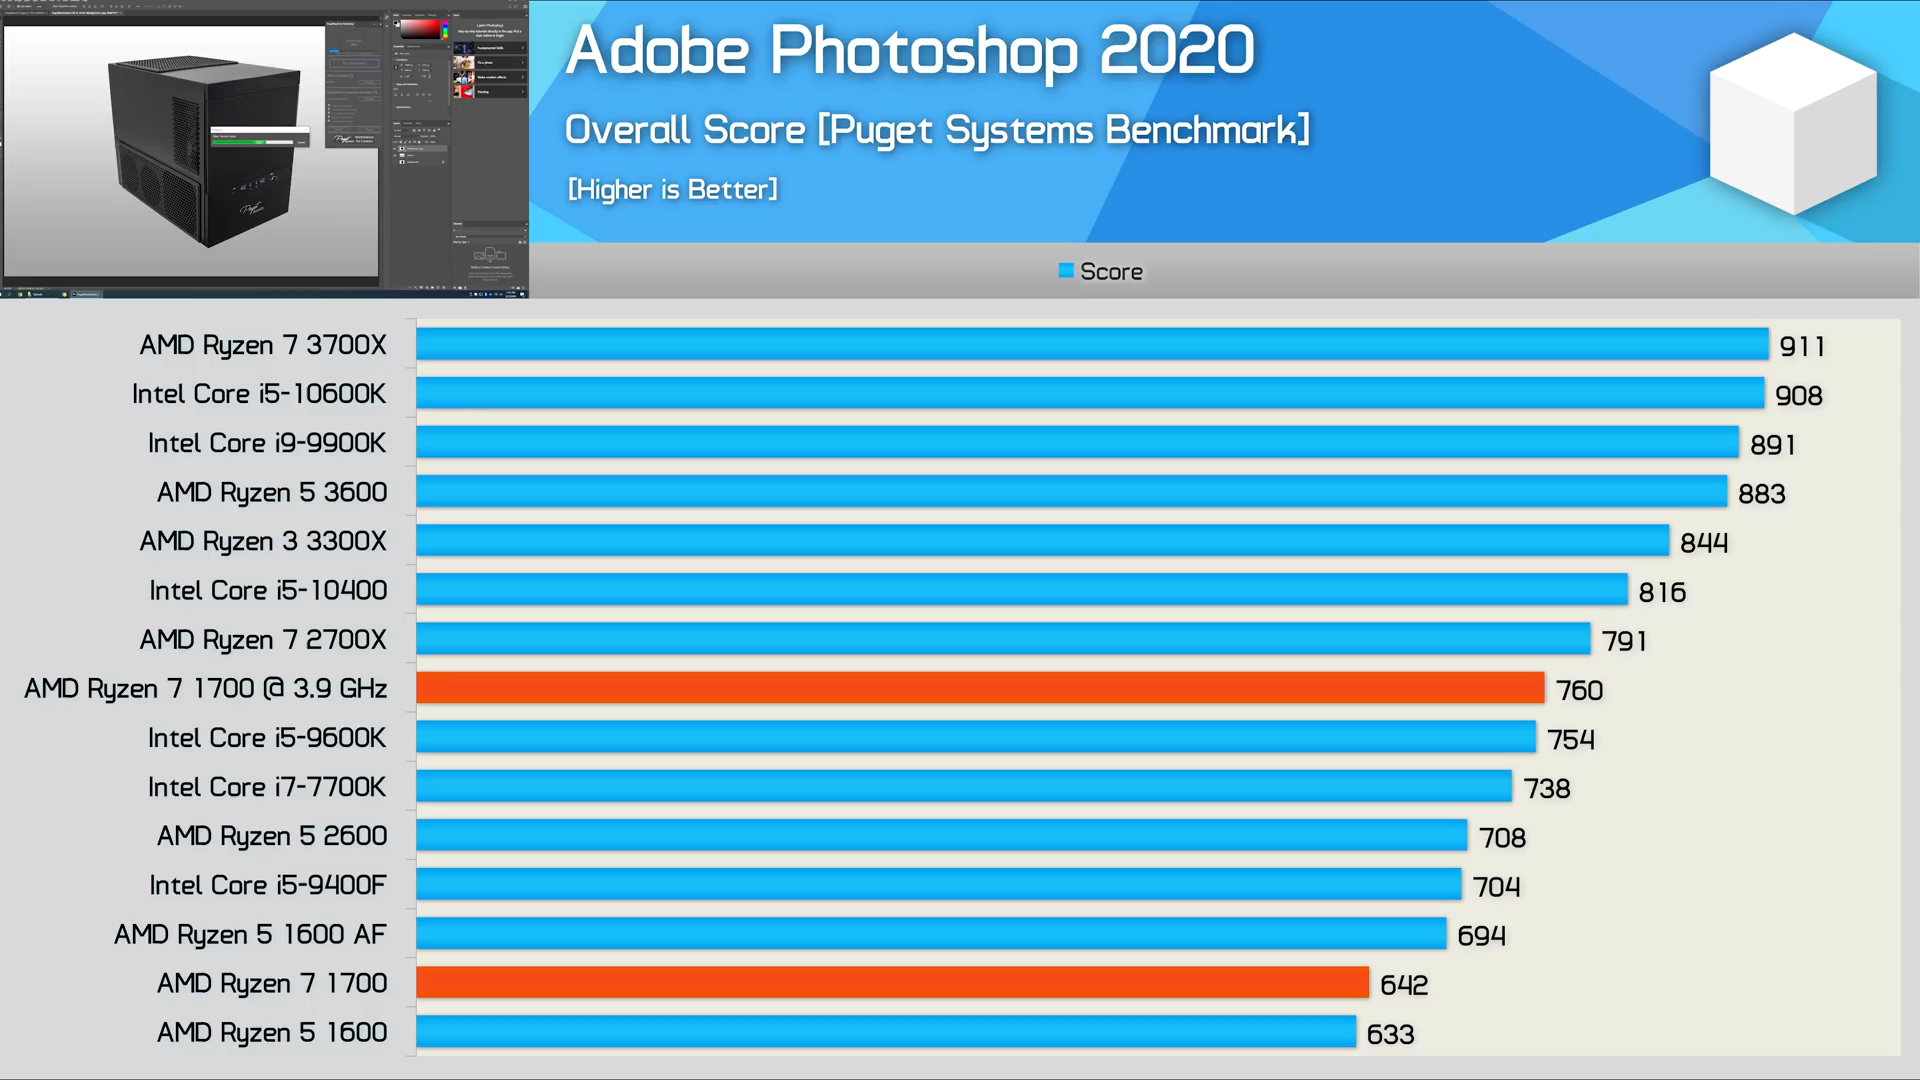 Adobe Photoshop 2020
Overall Score [Puget Systems Benchmark]
[Higher is Better]
Puget
Score
AMD Ryzen 7 3700X 911
Intel Core i5-10600K 908
Intel Core i9-9900K 891
AMD Ryzen 5 3600 883
AMD Ryzen 3 3300X 844
Intel Core i5-10400 816
AMD Ryzen 7 2700X 791
AMD Ryzen 7 1700 @ 3.9 GHz 760
Intel Core i5-9600K 754
Intel Core i7-7700K 738
AMD Ryzen 5 2600 708
Intel Core i5-9400F 704
AMD Ryzen 5 1600 AF 694
AMD Ryzen 7 1700 642
AMD Ryzen 5 1600 633